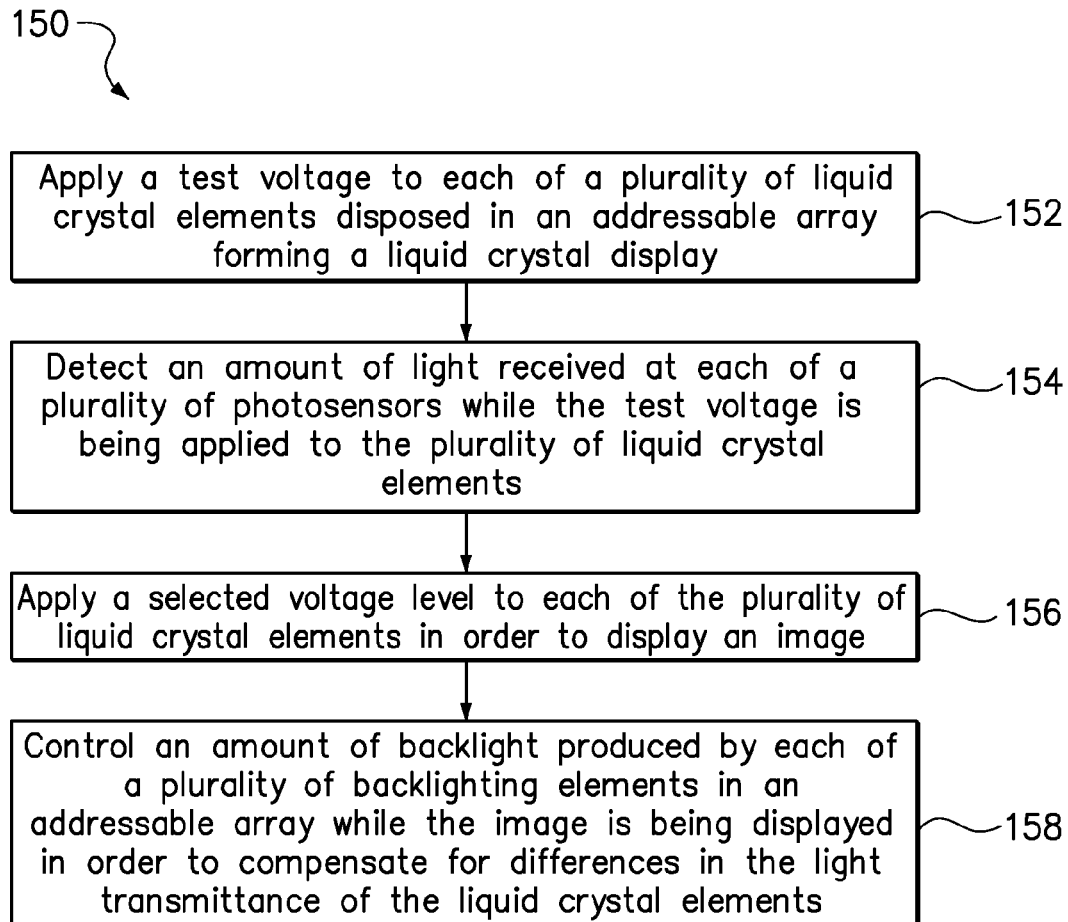 150
Apply a test voltage to each of a plurality of liquid
crystal elements disposed in an addressable array
forming a liquid crystal display
152
Detect an amount of light received at each of a
plurality of photosensors while the test voltage is
being applied to the plurality of liquid crystal
elements
154
Apply a selected voltage level to each of the plurality of
liquid crystal elements in order to display an image
156
Control an amount of backlight produced by each of
a plurality of backlighting elements in an
addressable array while the image is being displayed
in order to compensate for differences in the light
transmittance of the liquid crystal elements
158